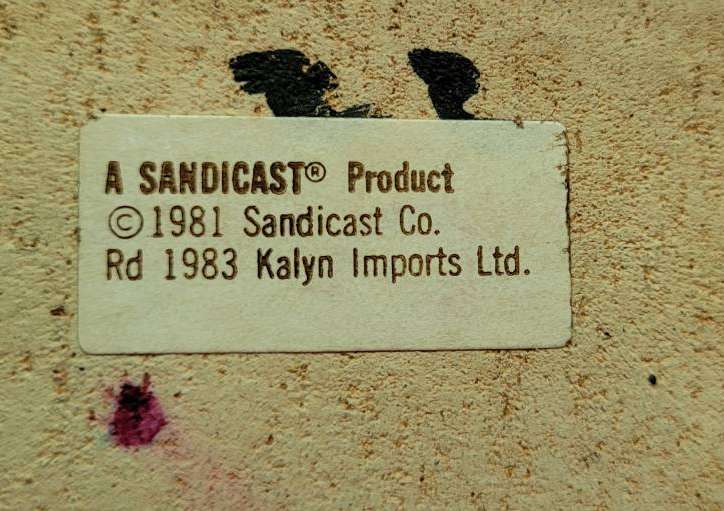 A SANDICAST® Product
©1981 Sandicast Co.
Rd 1983 Kalyn Imports Ltd.